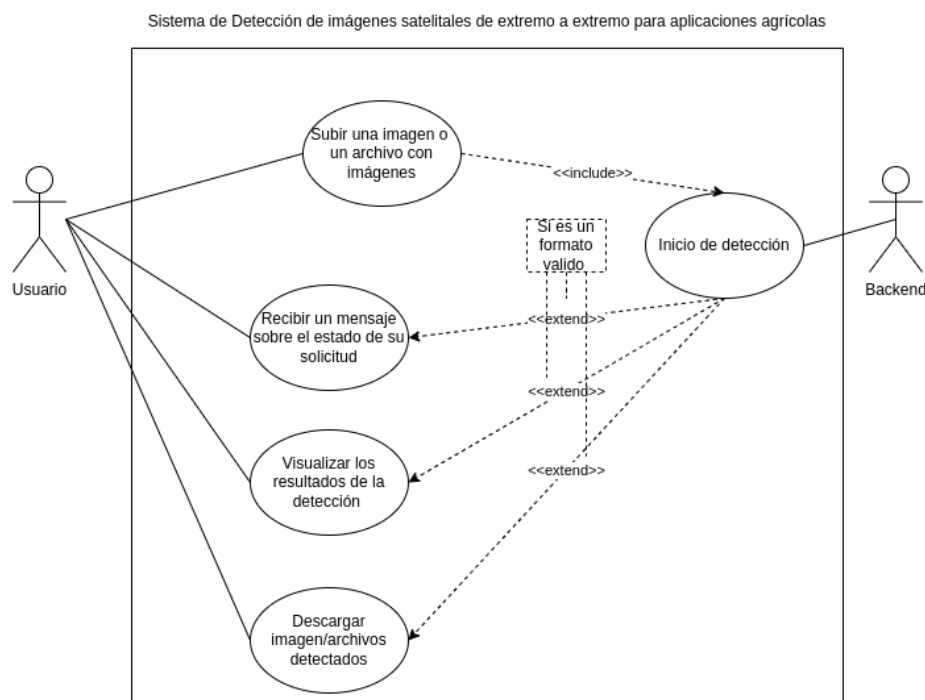 Sistema de Detección de imágenes satelitales de extremo a extremo para aplicaciones agrícolas
Subir una imagen o
un archivo con
imágenes
<<include>>
Si es un
formato
valido
Inicio de detección
Usuario
Backend
Recibir un mensaje
sobre el estado de su
solicitud
<<extend>>
<<extend>>
Visualizar los
resultados de la
detección
<<extend>>
Descargar
imagen/archivos
detectados